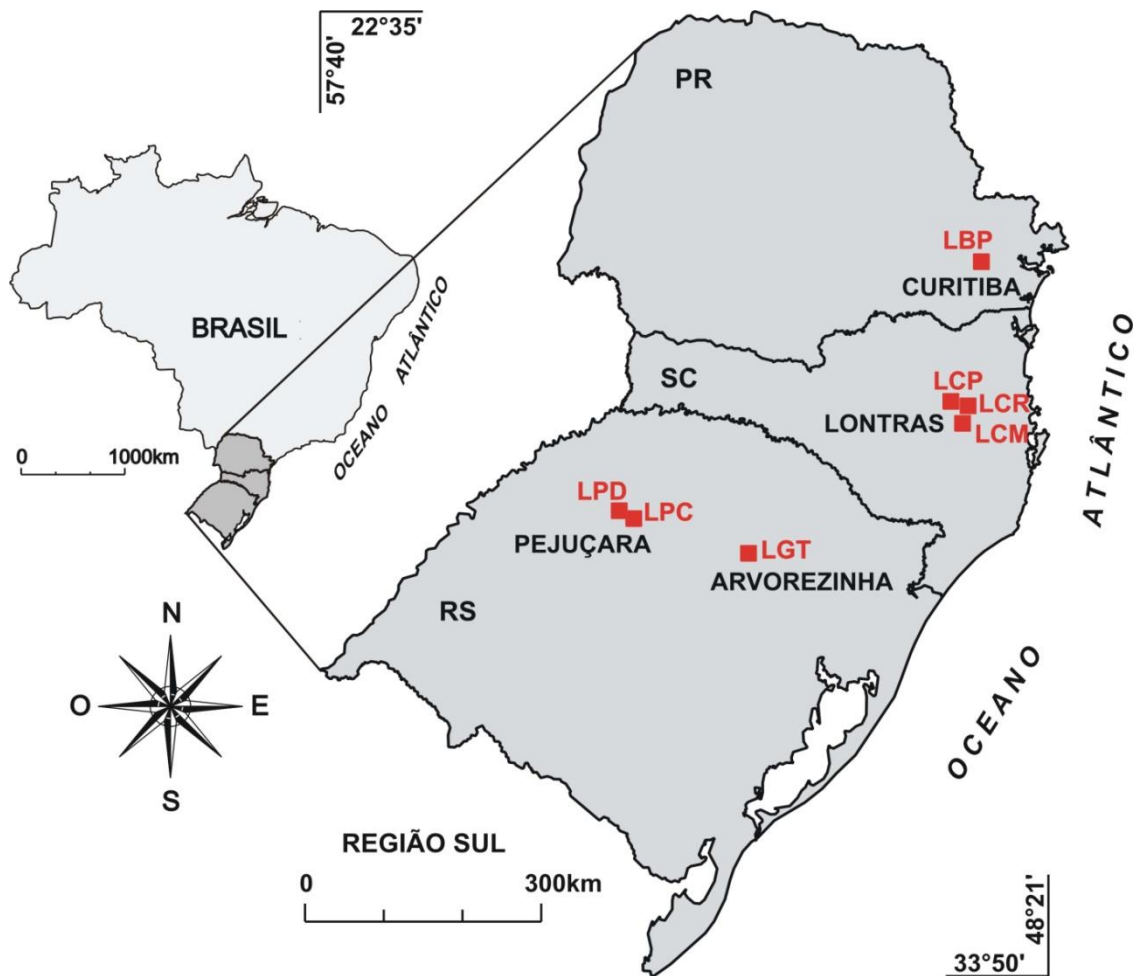 22°35'
57°40'
PR
LBP
CURITIBA
BRASIL
OCEANO ATLÂNTICO
0 1000km
SC
LCP
LCR
LONTRAS
LCM
ATLÂNTICO
OCEANO
LPD
LPC
PEJUÇARA
LGT
ARVOREZINHA
RS
N
O
E
S
REGIÃO SUL
0 300km
48°21'
33°50'